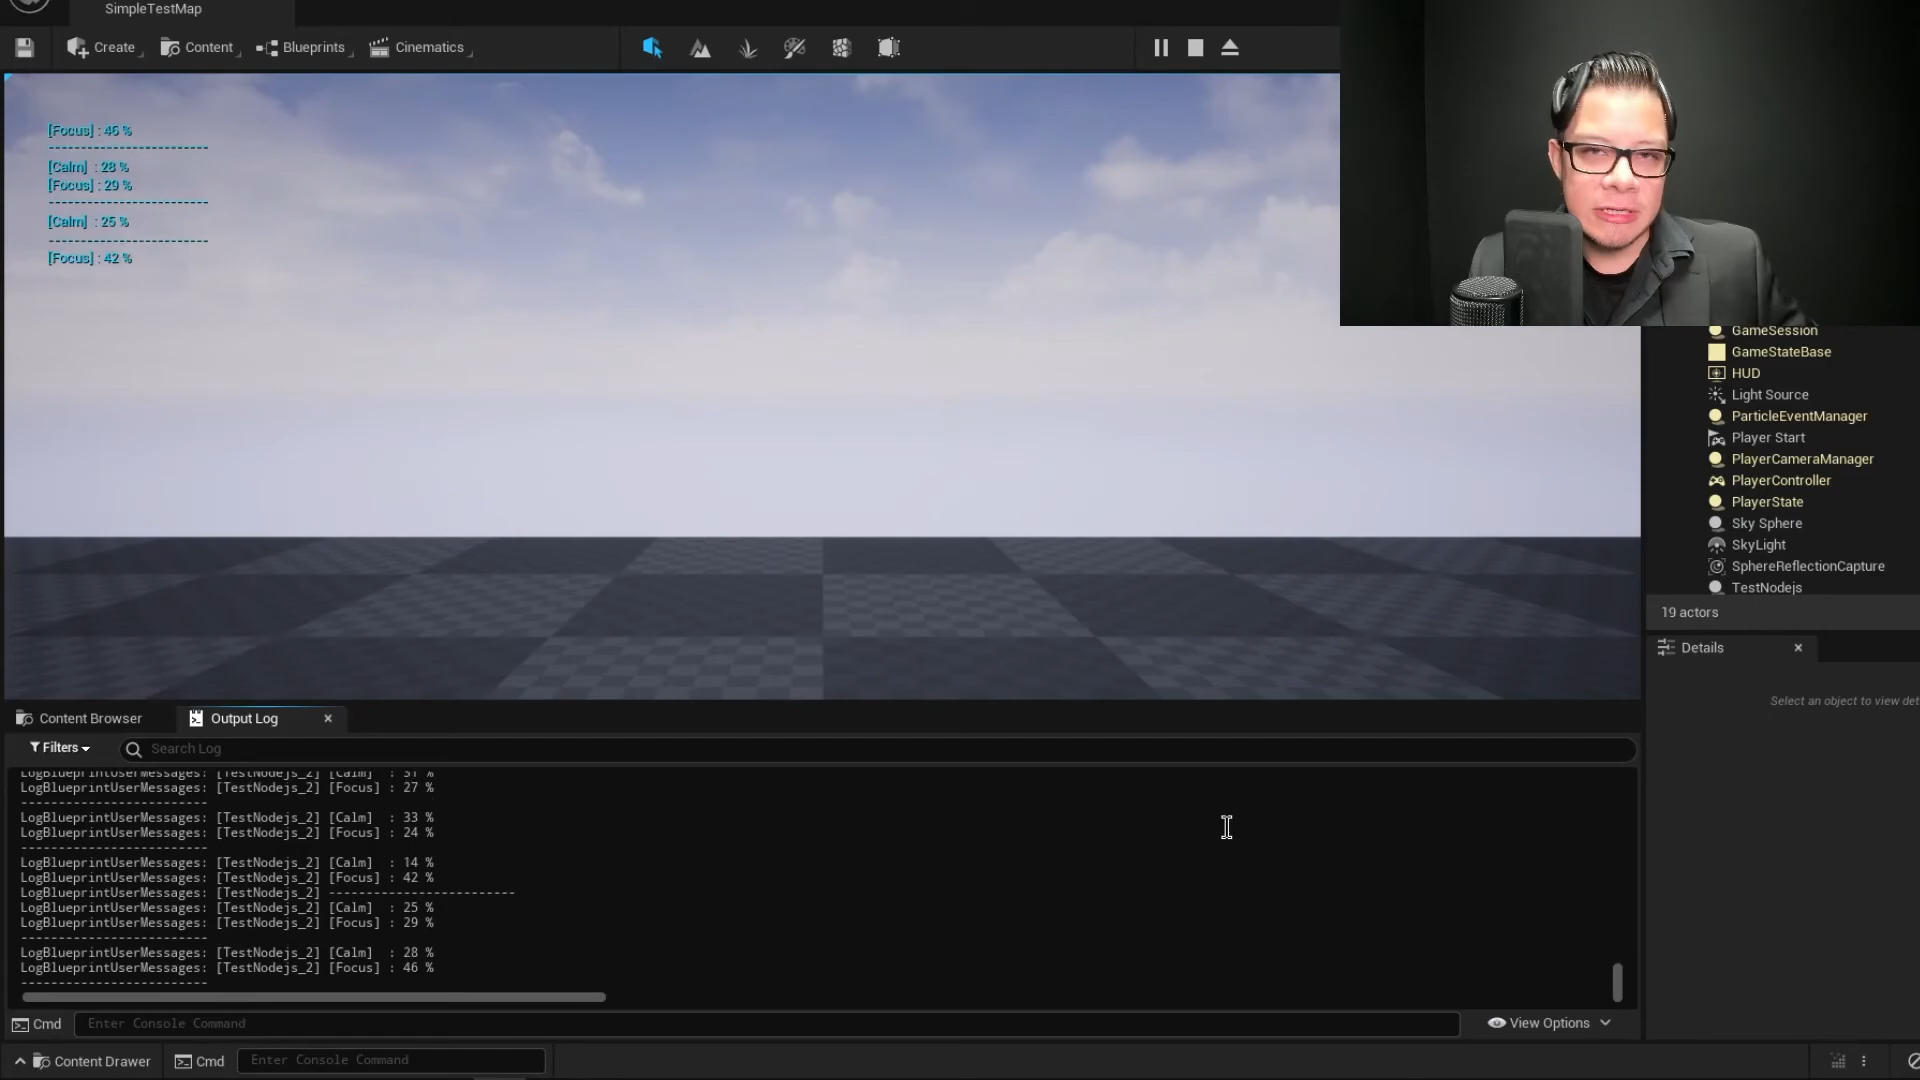 SimpleTestMap
Create
Content
Blueprints
Cinematics
[Focus] : 46 %
-------------------------
[Calm] : 28 %
[Focus] : 29 %
-------------------------
[Calm] : 25 %
-------------------------
[Focus] : 42 %
GameSession
GameStateBase
HUD
Light Source
ParticleEventManager
Player Start
PlayerCameraManager
PlayerController
PlayerState
Sky Sphere
SkyLight
SphereReflectionCapture
TestNodejs
19 actors
Details
Select an object to view det
Content Browser
Output Log
Filters
Search Log
LogBlueprintUserMessages: [TestNodejs_2] [Calm] : 31 %
LogBlueprintUserMessages: [TestNodejs_2] [Focus] : 27 %
-------------------------
LogBlueprintUserMessages: [TestNodejs_2] [Calm] : 33 %
LogBlueprintUserMessages: [TestNodejs_2] [Focus] : 24 %
-------------------------
LogBlueprintUserMessages: [TestNodejs_2] [Calm] : 14 %
LogBlueprintUserMessages: [TestNodejs_2] [Focus] : 42 %
LogBlueprintUserMessages: [TestNodejs_2] -------------------------
LogBlueprintUserMessages: [TestNodejs_2] [Calm] : 25 %
LogBlueprintUserMessages: [TestNodejs_2] [Focus] : 29 %
-------------------------
LogBlueprintUserMessages: [TestNodejs_2] [Calm] : 28 %
LogBlueprintUserMessages: [TestNodejs_2] [Focus] : 46 %
-------------------------
Cmd
Enter Console Command
View Options
Content Drawer
Cmd
Enter Console Command